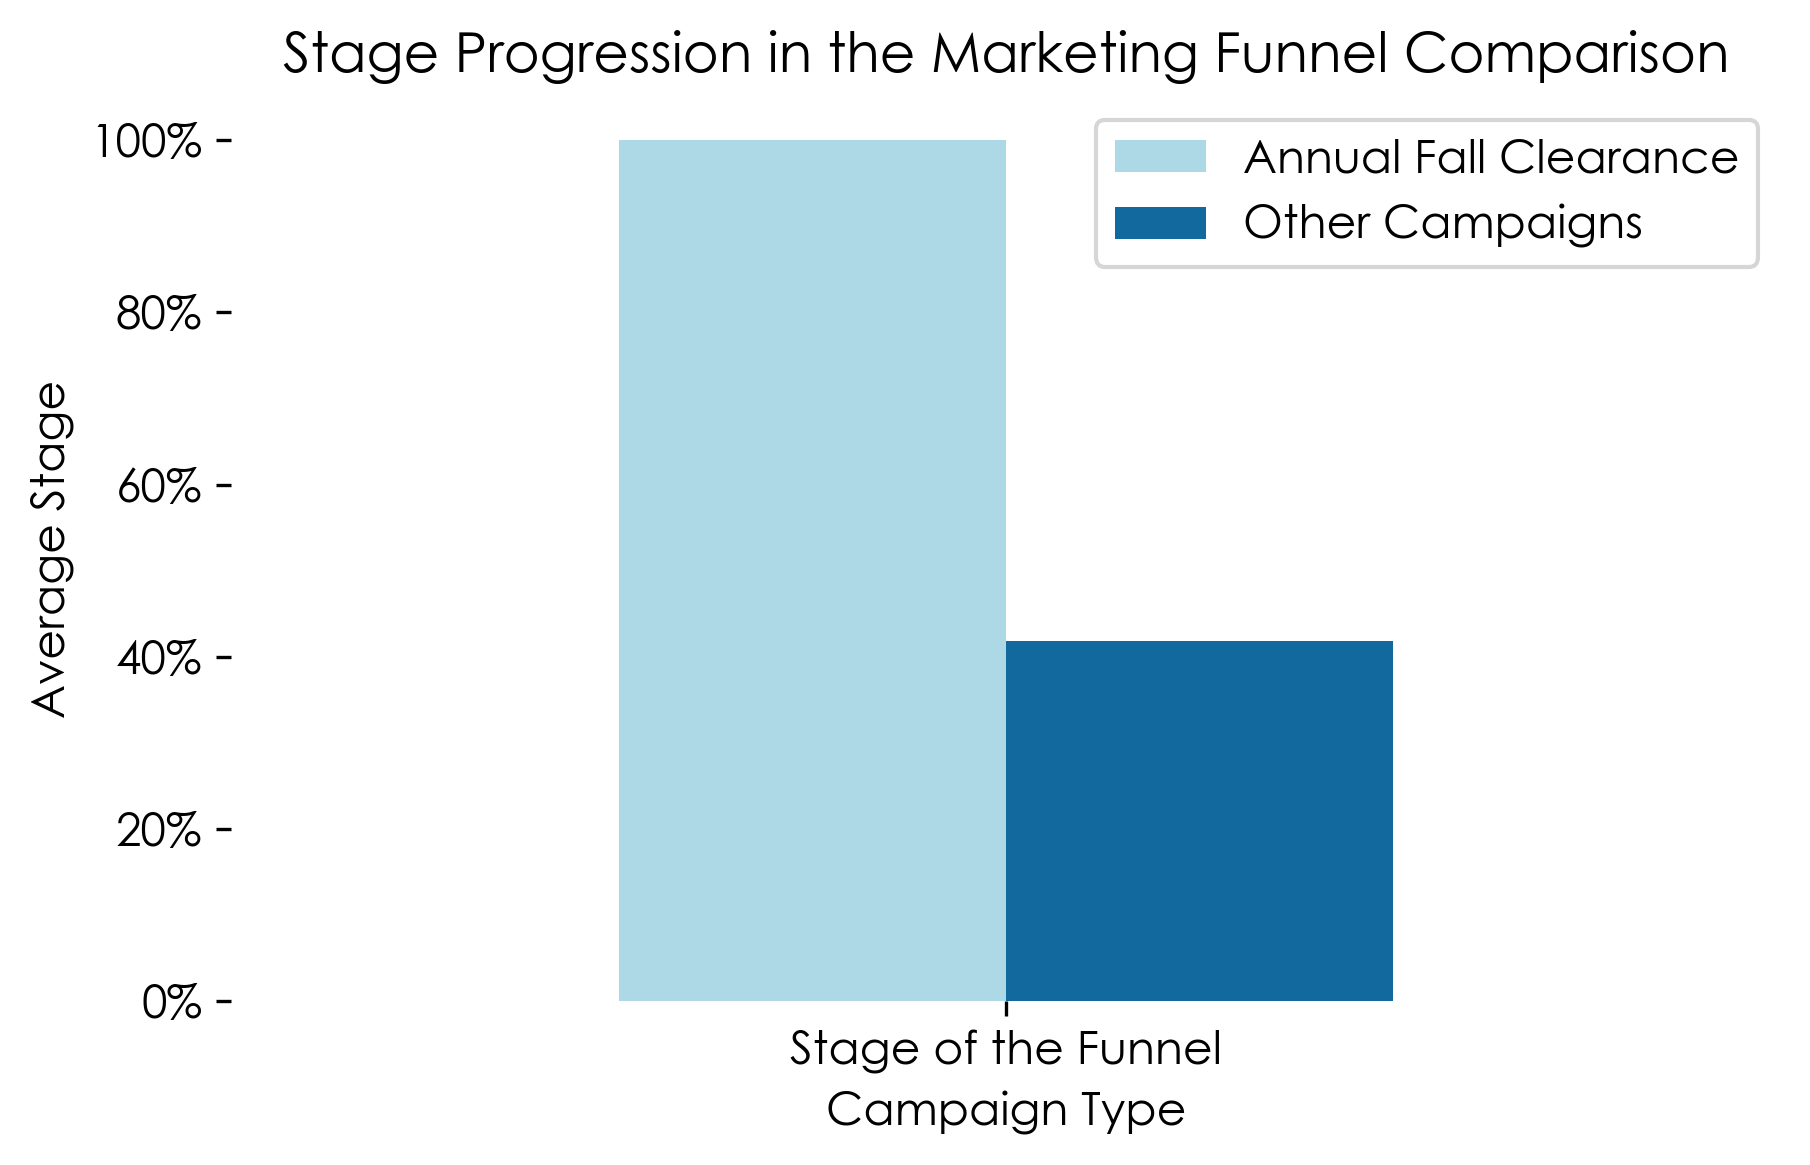 Stage Progression in the Marketing Funnel Comparison
Annual Fall Clearance
Other Campaigns
Average Stage
100%
80%
60%
40%
20%
0%
Stage of the Funnel
Campaign Type